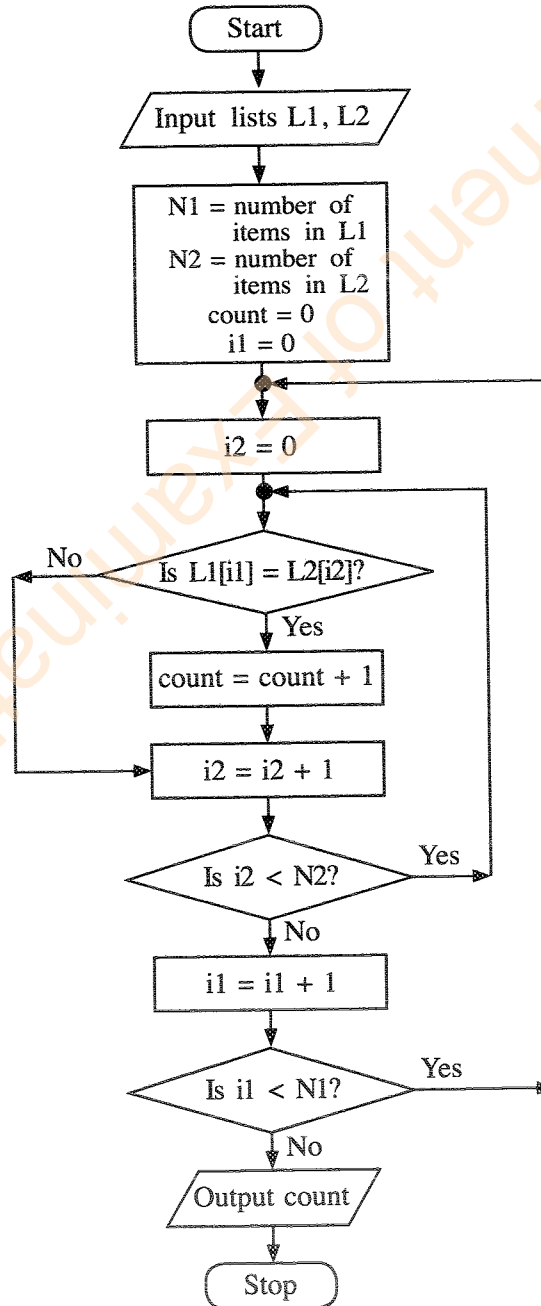 Start
Input lists L1, L2
N1 = number of
items in L1
N2 = number of
items in L2
count = 0
i1 = 0
i2 = 0
No
Is L1[i1] = L2[i2]?
Yes
count = count + 1
i2 = i2 + 1
Is i2 < N2?
Yes
No
i1 = i1 + 1
Is i1 < N1?
Yes
No
Output count
Stop